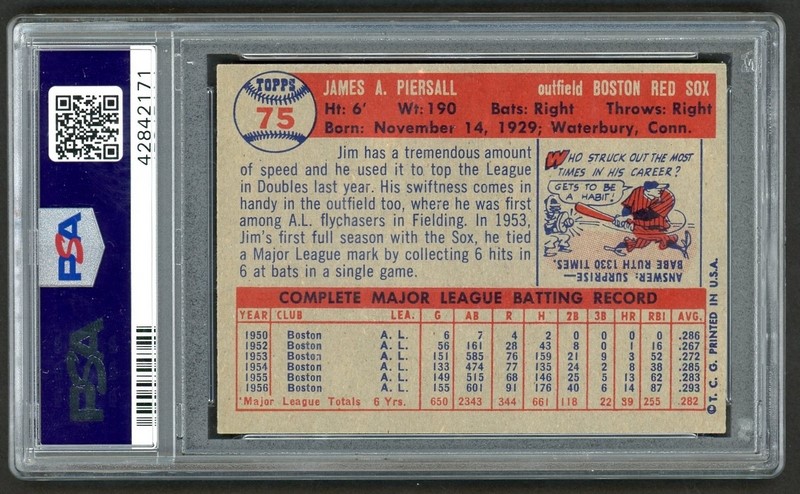 PSA
42842171
PSA
TOPPS
75
JAMES A. PIERSALL outfield BOSTON RED SOX
Ht: 6' Wt: 190 Bats: Right Throws: Right
Born: November 14, 1929; Waterbury, Conn.
Jim has a tremendous amount
of speed and he used it to top the League
in Doubles last year. His swiftness comes in
handy in the outfield too, where he was first
among A.L. flychasers in Fielding. In 1953,
Jim's first full season with the Sox, he tied
a Major League mark by collecting 6 hits in
6 at bats in a single game.
WHO STRUCK OUT THE MOST
TIMES IN HIS CAREER?
GETS TO BE
A HABIT!
ANSWER: SURPRISE—
BABE RUTH 1330 TIMES.
COMPLETE MAJOR LEAGUE BATTING RECORD
YEAR CLUB LEA. G AB R H 2B 3B HR RBI AVG.
1950 Boston A. L. 6 7 4 2 0 0 0 0 .286
1952 Boston A. L. 56 161 28 43 8 0 1 16 .267
1953 Boston A. L. 151 585 76 159 21 9 3 52 .272
1954 Boston A. L. 133 474 77 135 24 2 8 38 .285
1955 Boston A. L. 149 515 68 146 25 5 13 62 .283
1956 Boston A. L. 155 601 91 176 40 6 14 87 .293
*Major League Totals 6 Yrs. 650 2343 344 661 118 22 39 255 .282
© T. C. G. PRINTED IN U.S.A.